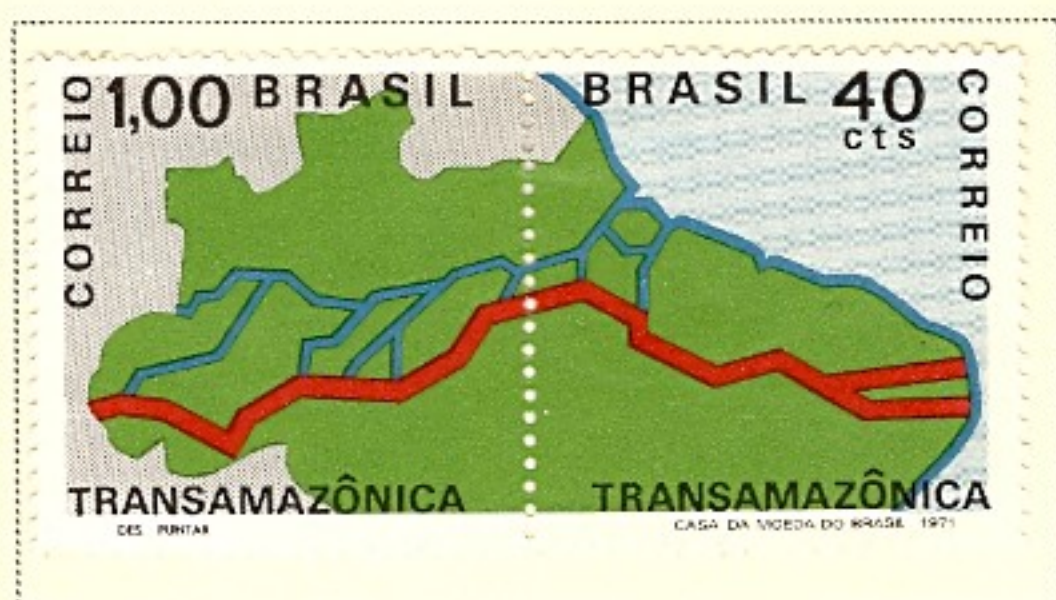 CORREIO
1,00 BRASIL
BRASIL 40
cts
CORREIO
TRANSAMAZÔNICA
TRANSAMAZÔNICA
DES. PUNTAR
CASA DA MOEDA DO BRASIL 1971